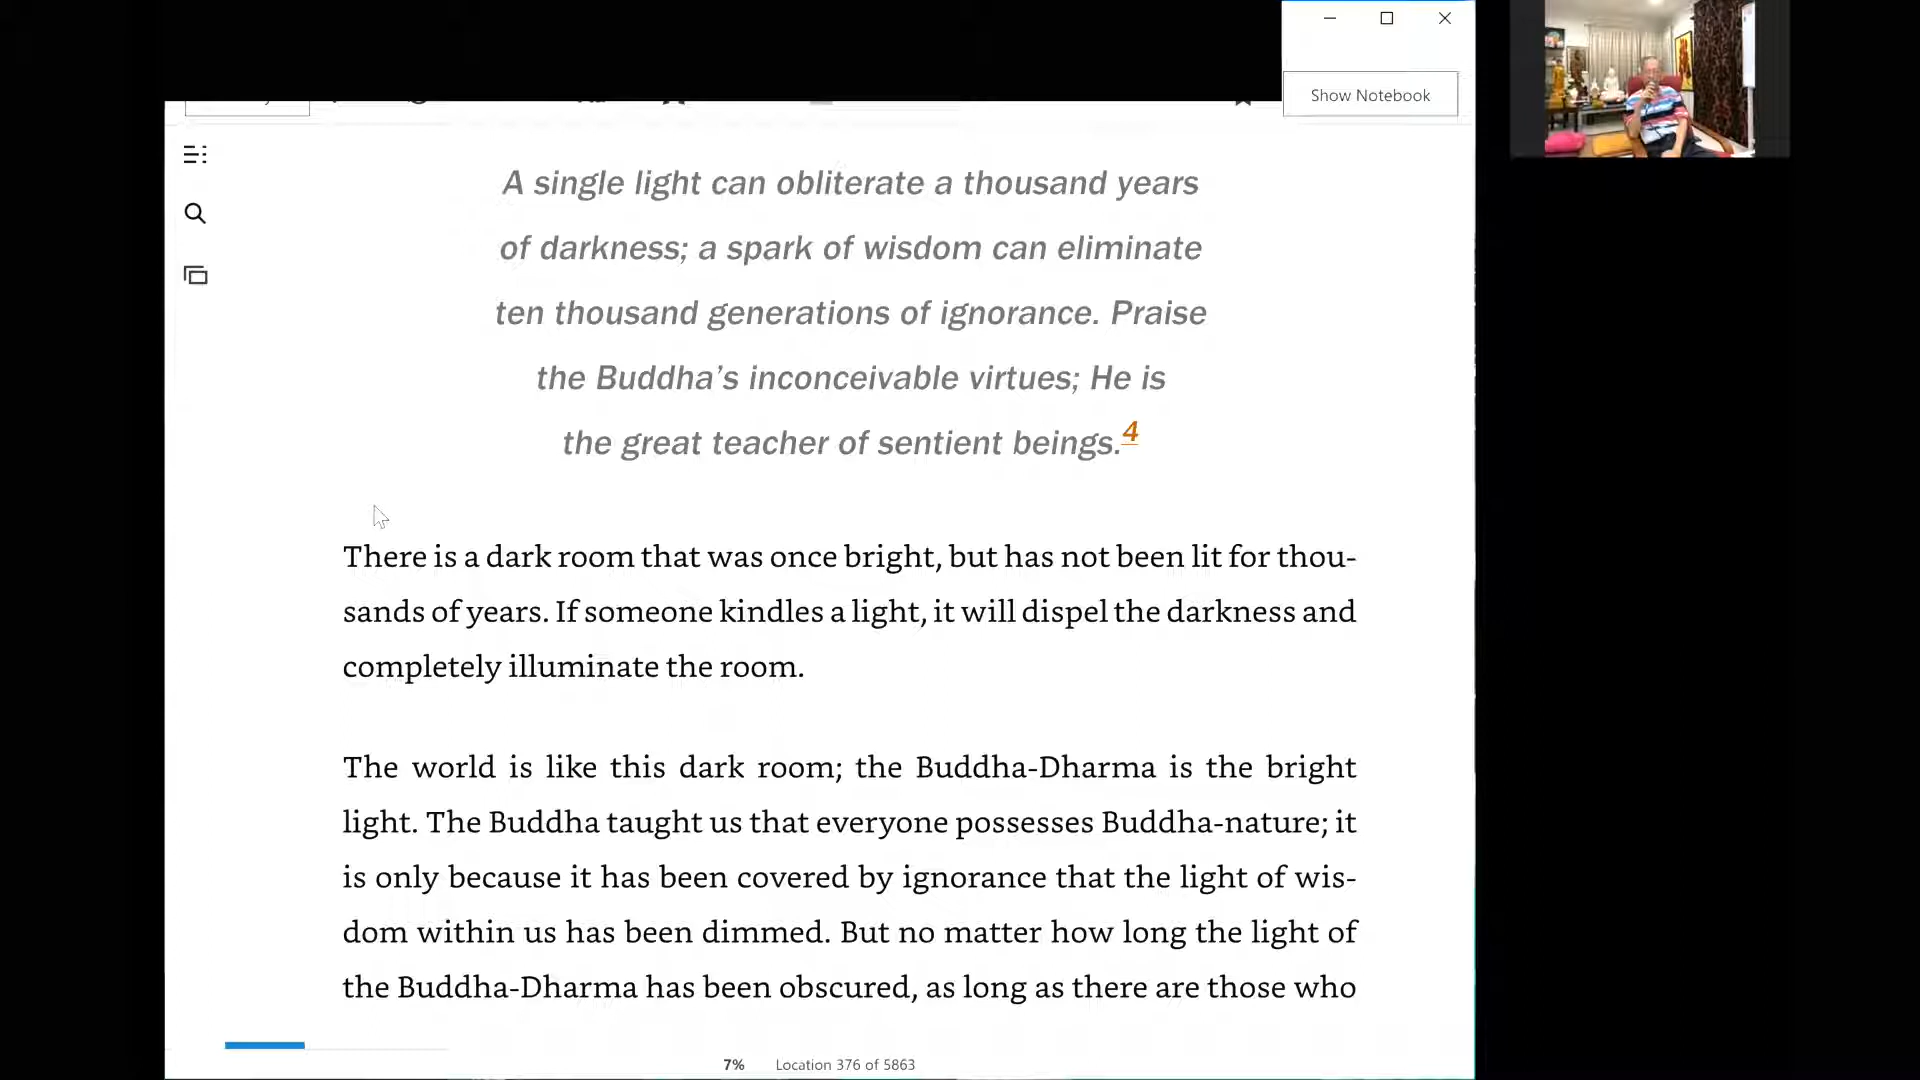 Show Notebook
A single light can obliterate a thousand years
of darkness; a spark of wisdom can eliminate
ten thousand generations of ignorance. Praise
the Buddha’s inconceivable virtues; He is
the great teacher of sentient beings.4
There is a dark room that was once bright, but has not been lit for thou-
sands of years. If someone kindles a light, it will dispel the darkness and
completely illuminate the room.
The world is like this dark room; the Buddha-Dharma is the bright
light. The Buddha taught us that everyone possesses Buddha-nature; it
is only because it has been covered by ignorance that the light of wis-
dom within us has been dimmed. But no matter how long the light of
the Buddha-Dharma has been obscured, as long as there are those who
7% Location 376 of 5863